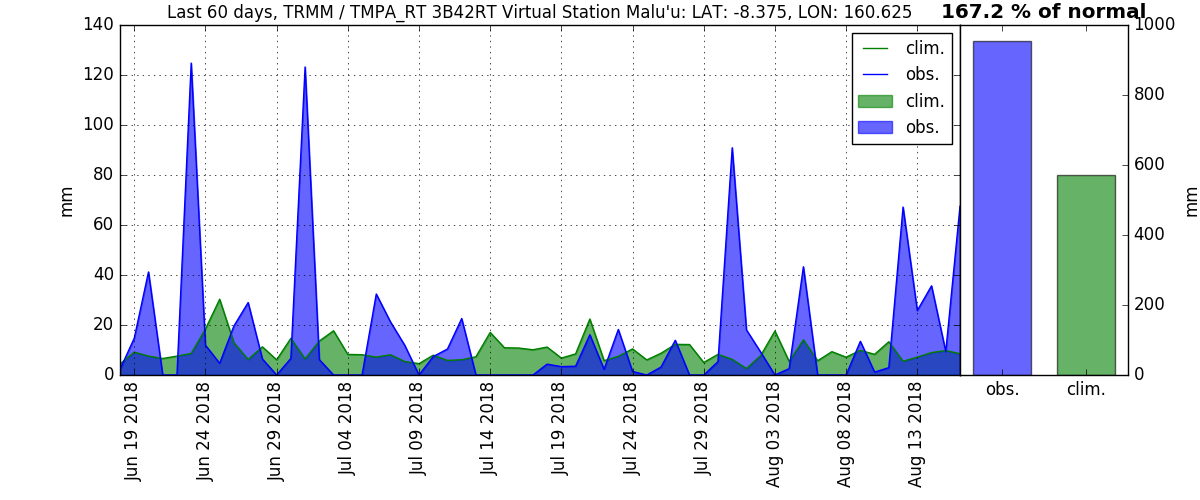 Last 60 days, TRMM / TMPA_RT 3B42RT Virtual Station Malu'u: LAT: -8.375, LON: 160.625
167.2 % of normal
mm
140
120
100
80
60
40
20
0
clim.
obs.
clim.
obs.
1000
800
600
400
200
0
mm
obs.
clim.
Jun 19 2018
Jun 24 2018
Jun 29 2018
Jul 04 2018
Jul 09 2018
Jul 14 2018
Jul 19 2018
Jul 24 2018
Jul 29 2018
Aug 03 2018
Aug 08 2018
Aug 13 2018